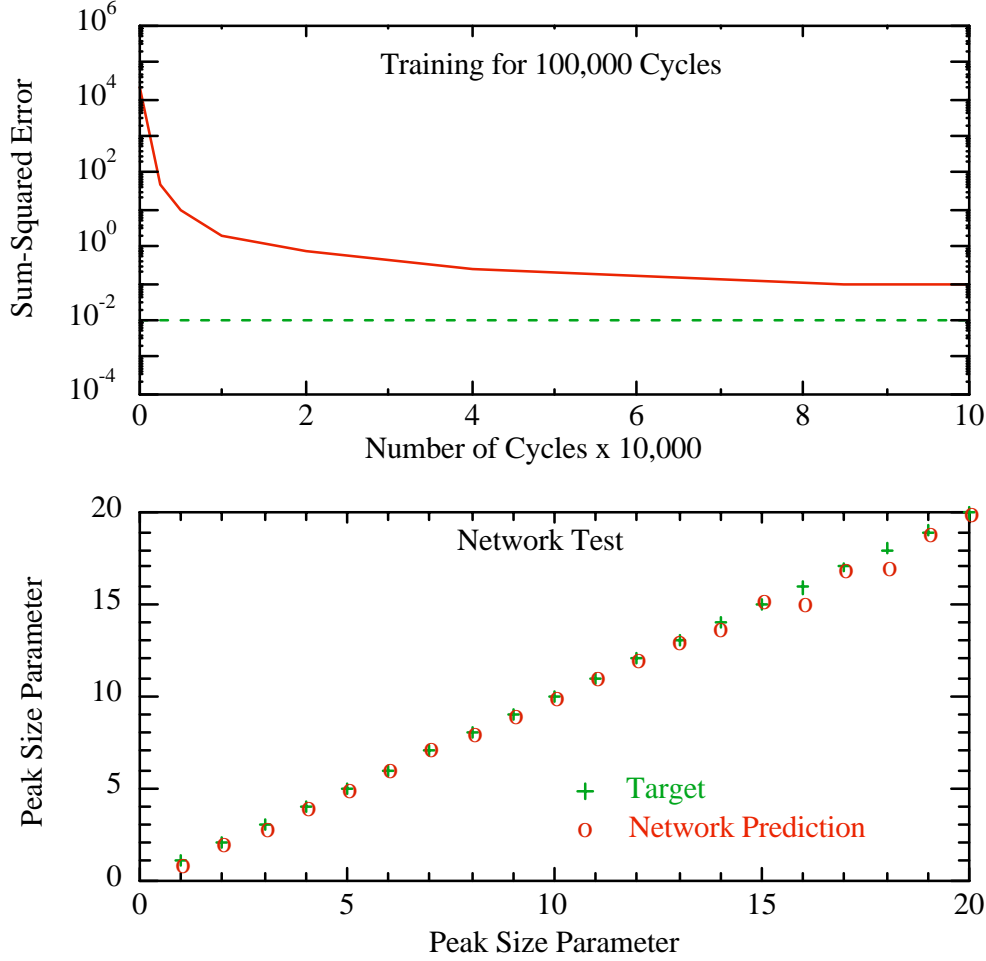 10^6
Training for 100,000 Cycles
10^4
10^2
10^0
10^-2
10^-4
Sum-Squared Error
0 2 4 6 8 10
Number of Cycles x 10,000
20
Network Test
15
10
5
0
Peak Size Parameter
+ Target
o Network Prediction
0 5 10 15 20
Peak Size Parameter